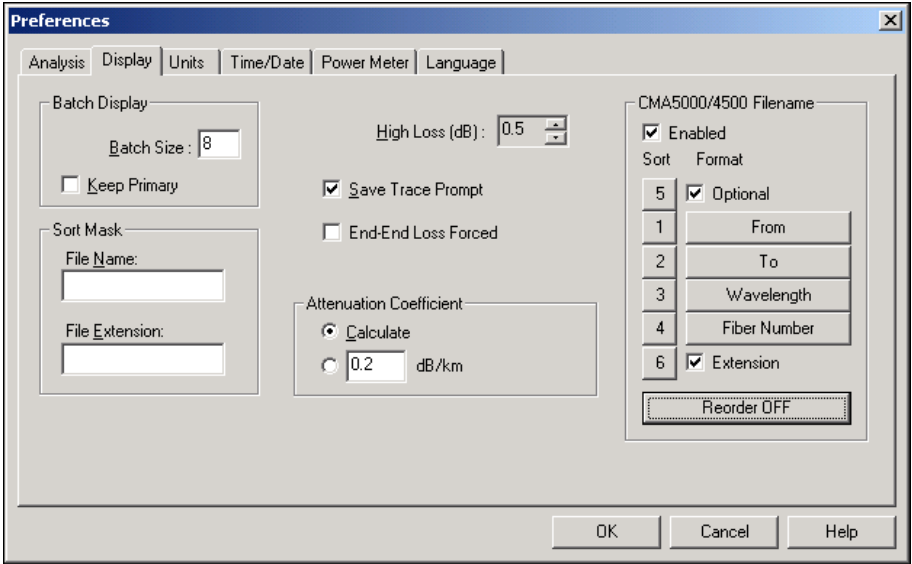 Preferences
Analysis Display Units Time/Date Power Meter Language
Batch Display
Batch Size : 8
Keep Primary
Sort Mask
File Name:
File Extension:
High Loss (dB) : 0.5
Save Trace Prompt
End-End Loss Forced
Attenuation Coefficient
Calculate
0.2 dB/km
CMA5000/4500 Filename
Enabled
Sort Format
5 Optional
1 From
2 To
3 Wavelength
4 Fiber Number
6 Extension
Reorder OFF
OK Cancel Help